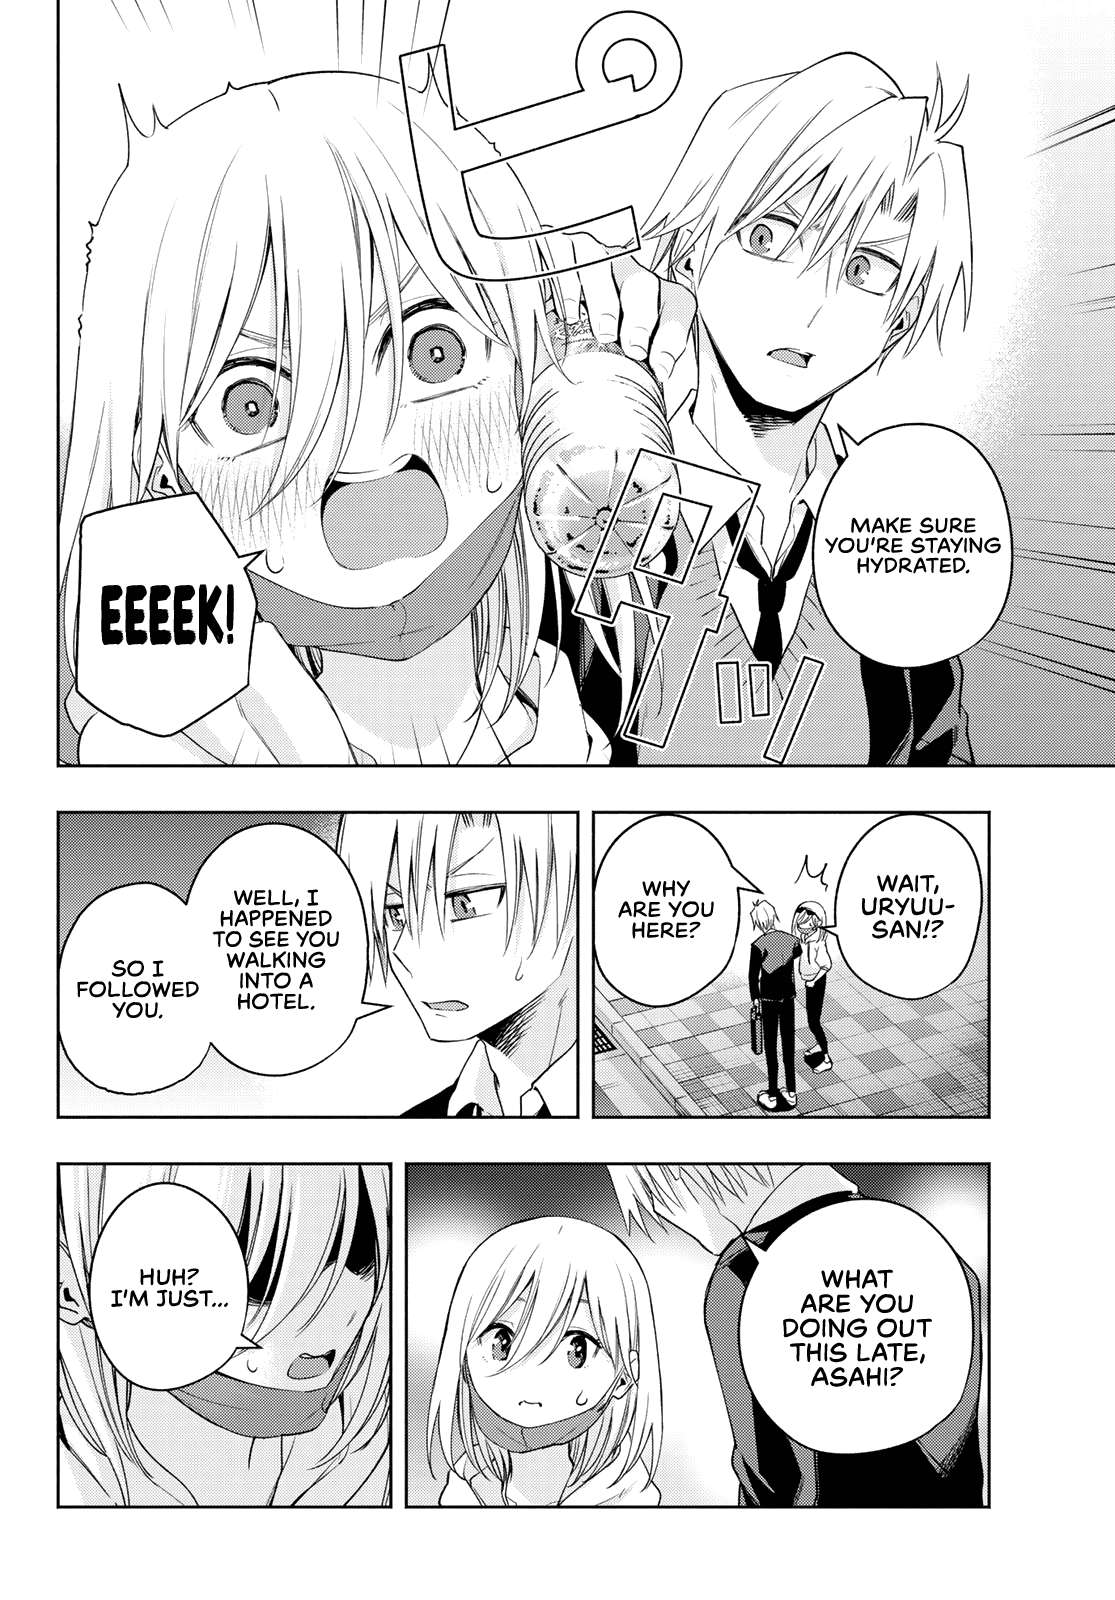 ピ
MAKE SURE
YOU'RE STAYING
HYDRATED.
EEEEK!
WAIT,
URYUU-
SAN!?
WHY
ARE YOU
HERE?
WELL, I
HAPPENED
TO SEE YOU
WALKING
INTO A
HOTEL.
SO I
FOLLOWED
YOU.
WHAT
ARE YOU
DOING OUT
THIS LATE,
ASAHI?
HUH?
I'M JUST...